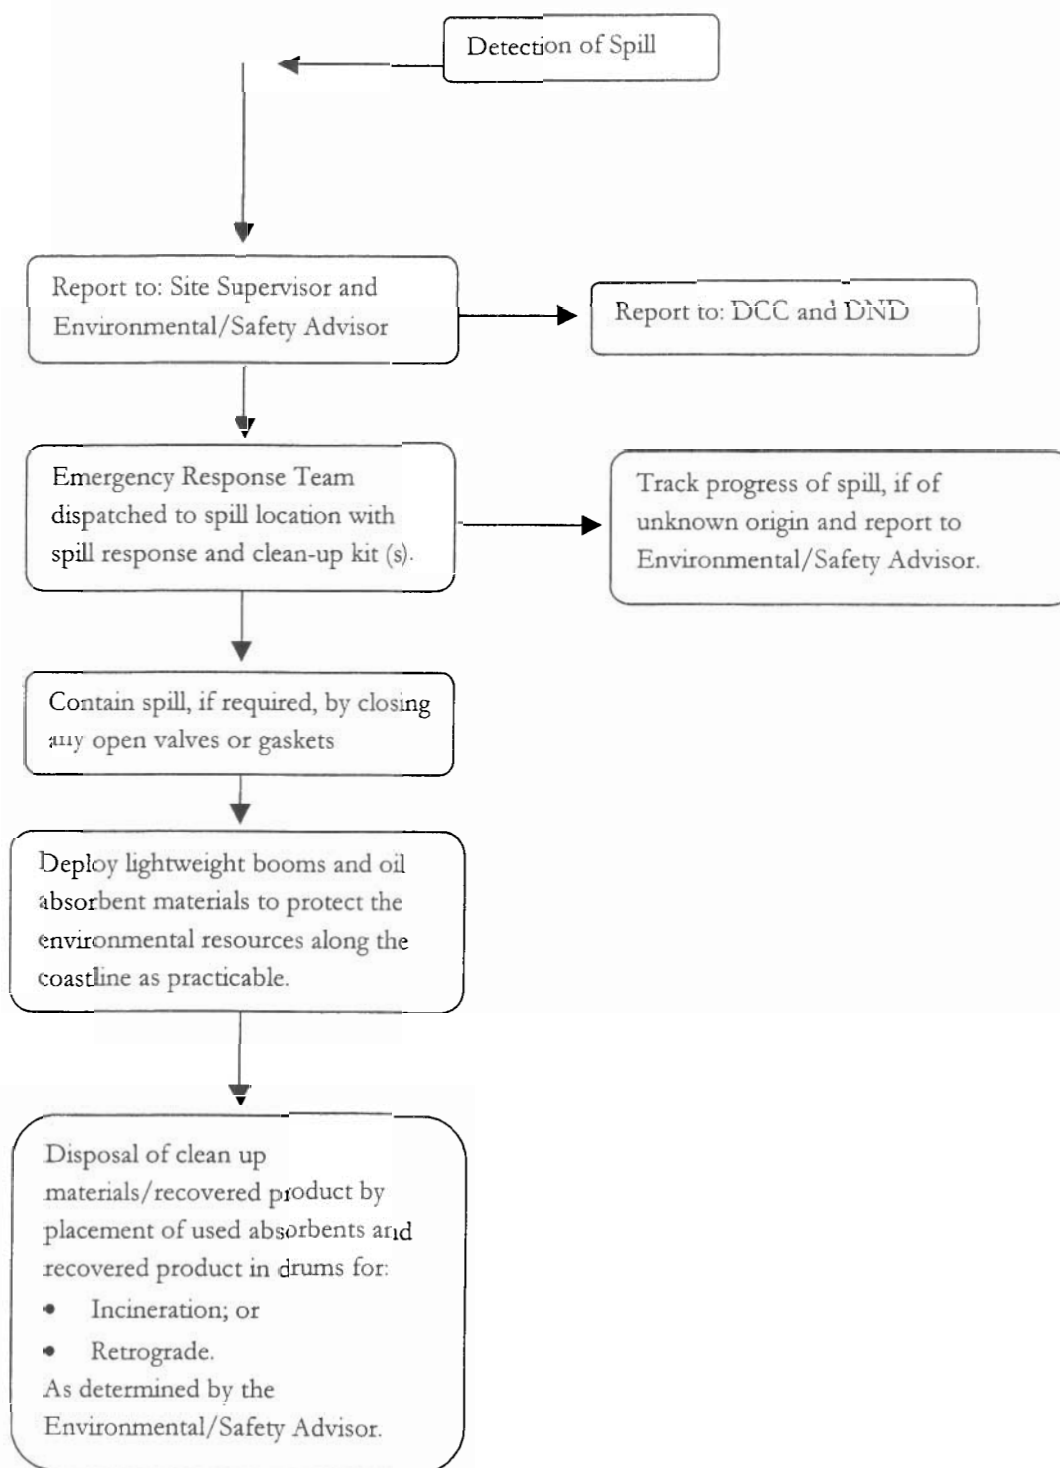 Detection of Spill
Report to: Site Supervisor and
Environmental/Safety Advisor
Report to: DCC and DND
Emergency Response Team
dispatched to spill location with
spill response and clean-up kit (s).
Track progress of spill, if of
unknown origin and report to
Environmental/Safety Advisor.
Contain spill, if required, by closing
any open valves or gaskets
Deploy lightweight booms and oil
absorbent materials to protect the
environmental resources along the
coastline as practicable.
Disposal of clean up
materials/recovered product by
placement of used absorbents and
recovered product in drums for:
• Incineration; or
• Retrograde.
As determined by the
Environmental/Safety Advisor.